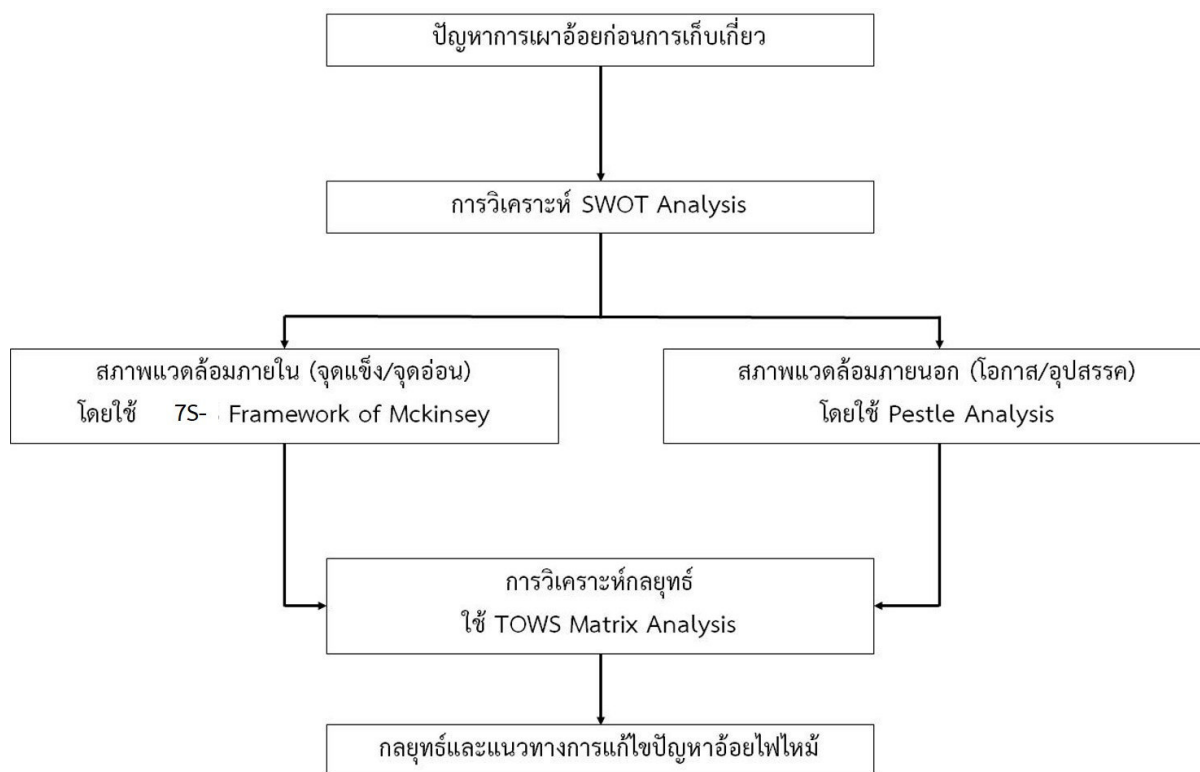 ปัญหาการเผาอ้อยก่อนการเก็บเกี่ยว
การวิเคราะห์ SWOT Analysis
สภาพแวดล้อมภายใน (จุดแข็ง/จุดอ่อน)
โดยใช้ 7S- Framework of Mckinsey
สภาพแวดล้อมภายนอก (โอกาส/อุปสรรค)
โดยใช้ Pestle Analysis
การวิเคราะห์กลยุทธ์
ใช้ TOWS Matrix Analysis
กลยุทธ์และแนวทางการแก้ไขปัญหาอ้อยไฟไหม้